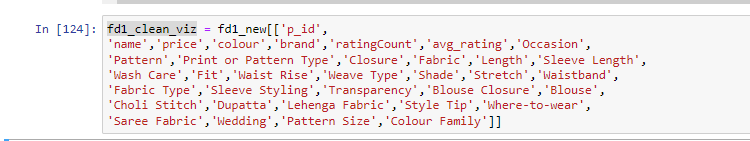 In [124]: fd1_clean_viz = fd1_new[['p_id',
'name','price','colour','brand','ratingCount','avg_rating','Occasion',
'Pattern','Print or Pattern Type','Closure','Fabric','Length','Sleeve Length',
'Wash Care','Fit','Waist Rise','Weave Type','Shade','Stretch','Waistband',
'Fabric Type','Sleeve Styling','Transparency','Blouse Closure','Blouse',
'Choli Stitch','Dupatta','Lehenga Fabric','Style Tip','Where-to-wear',
'Saree Fabric','Wedding','Pattern Size','Colour Family']]